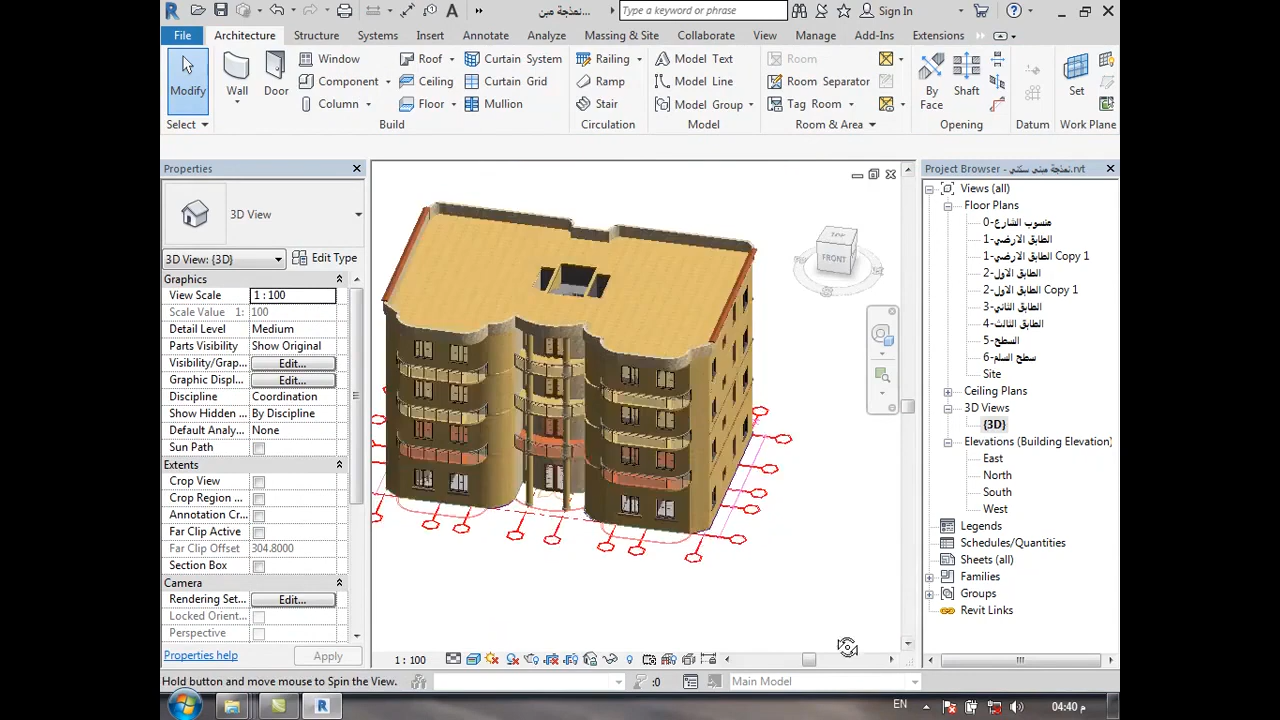 نمذجة مبن...
Type a keyword or phrase
Sign In
File Architecture Structure Systems Insert Annotate Analyze Massing & Site Collaborate View Manage Add-Ins Extensions
Modify
Wall
Door
Window
Component
Column
Roof
Ceiling
Floor
Curtain System
Curtain Grid
Mullion
Railing
Ramp
Stair
Model Text
Model Line
Model Group
Room
Room Separator
Tag Room
By Face
Shaft
Set
Select Build Circulation Model Room & Area Opening Datum Work Plane
Properties
3D View
3D View: {3D} Edit Type
Graphics
View Scale 1 : 100
Scale Value 1: 100
Detail Level Medium
Parts Visibility Show Original
Visibility/Grap... Edit...
Graphic Displ... Edit...
Discipline Coordination
Show Hidden ... By Discipline
Default Analy... None
Sun Path
Extents
Crop View
Crop Region ...
Annotation Cr...
Far Clip Active
Far Clip Offset 304.8000
Section Box
Camera
Rendering Set... Edit...
Locked Orient...
Perspective
Properties help Apply
TOP
FRONT
Project Browser - نمذجة مبنى سكني.rvt
Views (all)
Floor Plans
0-منسوب الشارع
1-الطابق الارضي
1-الطابق الارضي Copy 1
2-الطابق الاول
2-الطابق الاول Copy 1
3-الطابق الثاني
4-الطابق الثالث
5-السطح
6-سطح السلم
Site
Ceiling Plans
3D Views
{3D}
Elevations (Building Elevation)
East
North
South
West
Legends
Schedules/Quantities
Sheets (all)
Families
Groups
Revit Links
1 : 100
Hold button and move mouse to Spin the View. :0 Main Model
EN 04:40 م